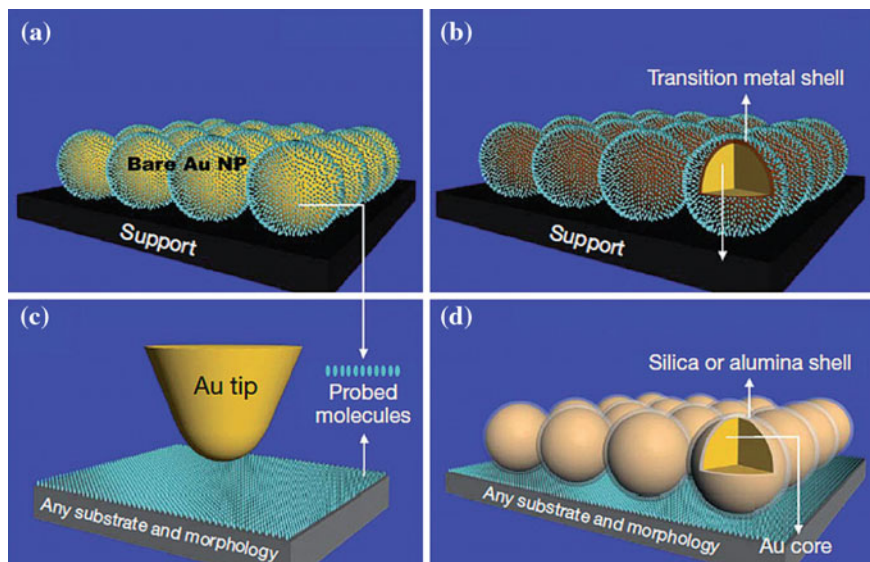 (a)
Bare Au NP
Support
(b)
Transition metal shell
Support
(c)
Au tip
Probed
molecules
Any substrate and morphology
(d)
Silica or alumina shell
Any substrate and morphology
Au core